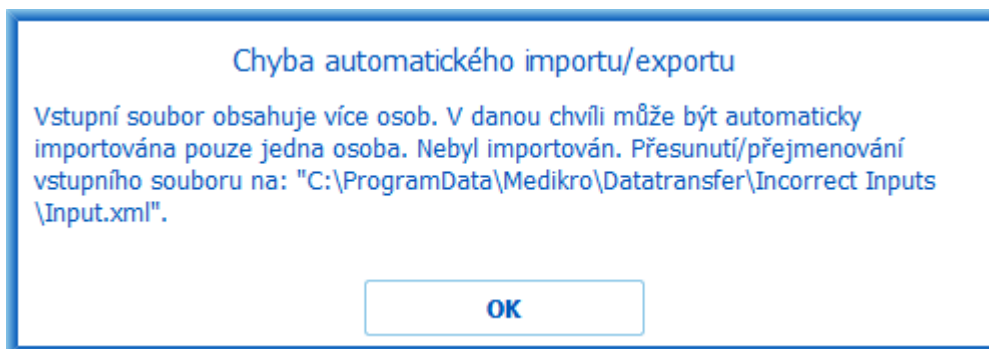 Chyba automatického importu/exportu
Vstupní soubor obsahuje více osob. V danou chvíli může být automaticky
importována pouze jedna osoba. Nebyl importován. Přesunutí/přejmenování
vstupního souboru na: "C:\ProgramData\Medikro\Datatransfer\Incorrect Inputs
\Input.xml".
OK